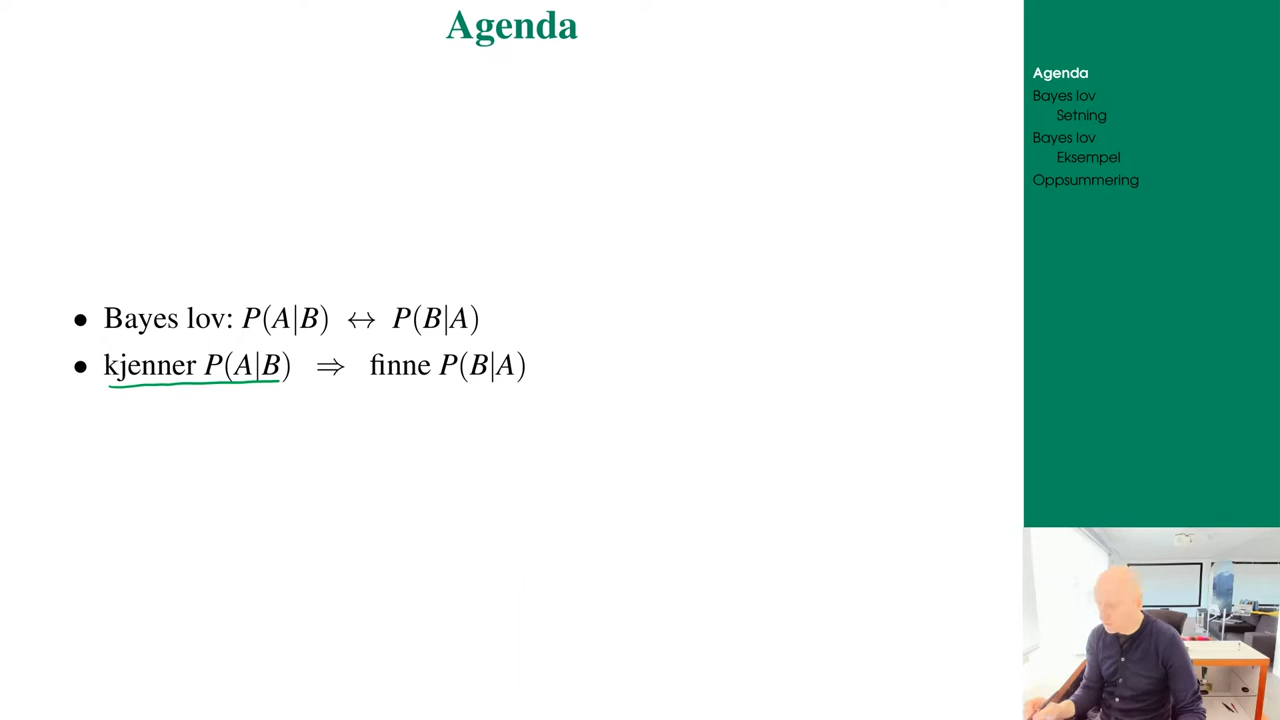 Agenda
• Bayes lov: P(A|B) ↔ P(B|A)
• kjenner P(A|B) ⇒ finne P(B|A)
Agenda
Bayes lov
Setning
Bayes lov
Eksempel
Oppsummering